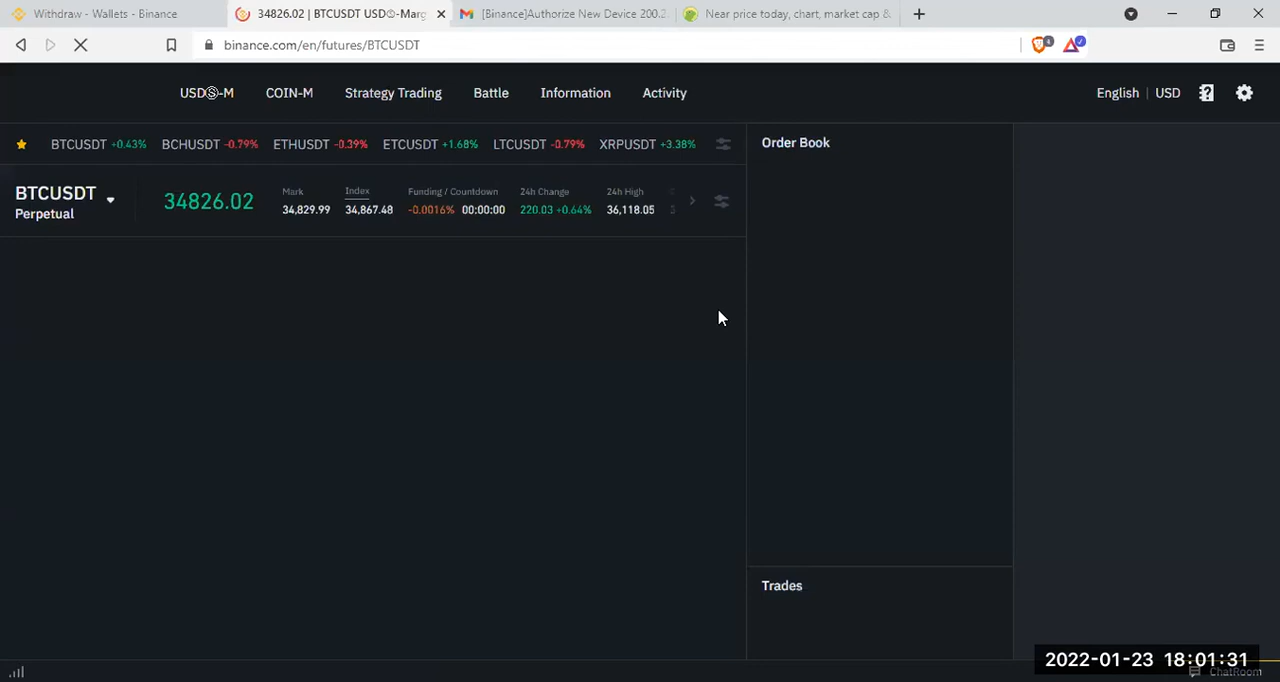 Withdraw - Wallets - Binance
34826.02 | BTCUSDT USDⓈ-Marg
[Binance]Authorize New Device 200.2
Near price today, chart, market cap &
binance.com/en/futures/BTCUSDT
USDⓈ-M COIN-M Strategy Trading Battle Information Activity English | USD
BTCUSDT +0.43% BCHUSDT -0.79% ETHUSDT -0.39% ETCUSDT +1.68% LTCUSDT -0.79% XRPUSDT +3.38%
Order Book
BTCUSDT
Perpetual
34826.02
Mark
34,829.99
Index
34,867.48
Funding / Countdown
-0.0016% 00:00:00
24h Change
220.03 +0.64%
24h High
36,118.05
Trades
2022-01-23 18:01:31
ChatRoom